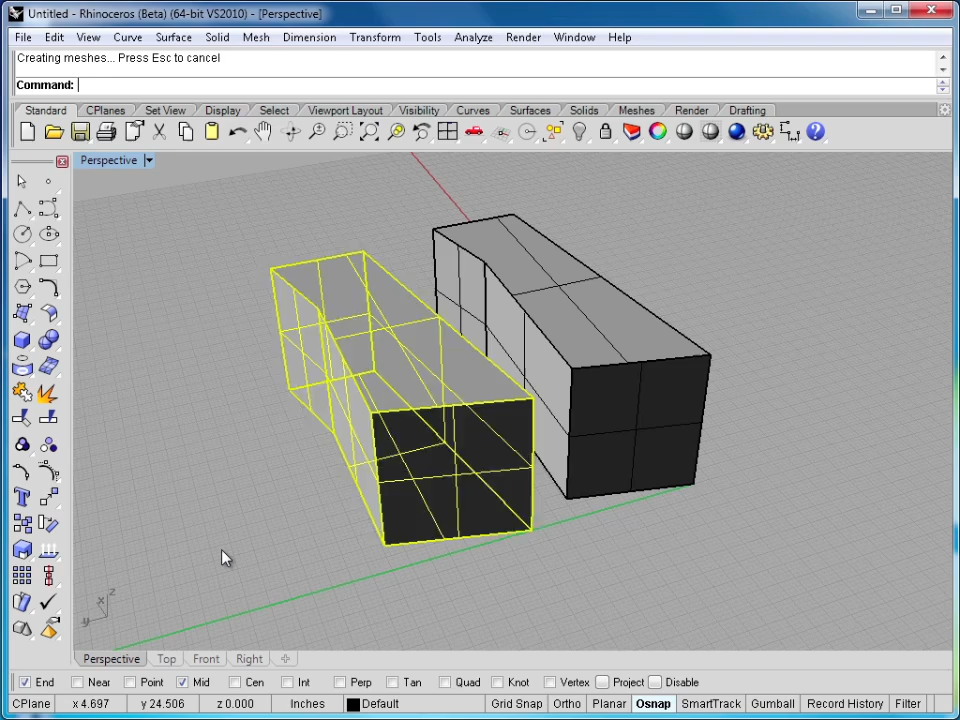 Untitled - Rhinoceros (Beta) (64-bit VS2010) - [Perspective]
File Edit View Curve Surface Solid Mesh Dimension Transform Tools Analyze Render Window Help
Creating meshes... Press Esc to cancel
Command:
Standard CPlanes Set View Display Select Viewport Layout Visibility Curves Surfaces Solids Meshes Render Drafting
Perspective
z
x
y
Perspective Top Front Right
End Near Point Mid Cen Int Perp Tan Quad Knot Vertex Project Disable
CPlane x 4.697 y 24.506 z 0.000 Inches Default Grid Snap Ortho Planar Osnap SmartTrack Gumball Record History Filter